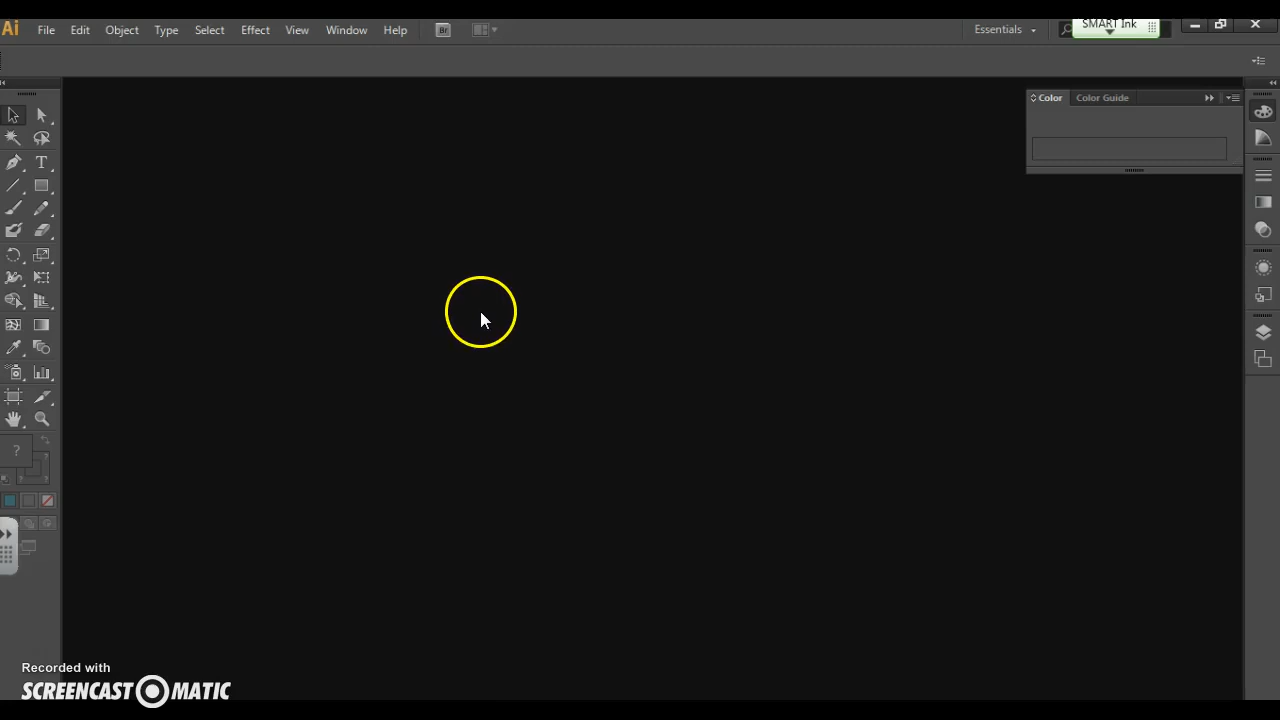 Ai File Edit Object Type Select Effect View Window Help Br Essentials SMART Ink
Color Color Guide
T
?
Recorded with
SCREENCAST MATIC